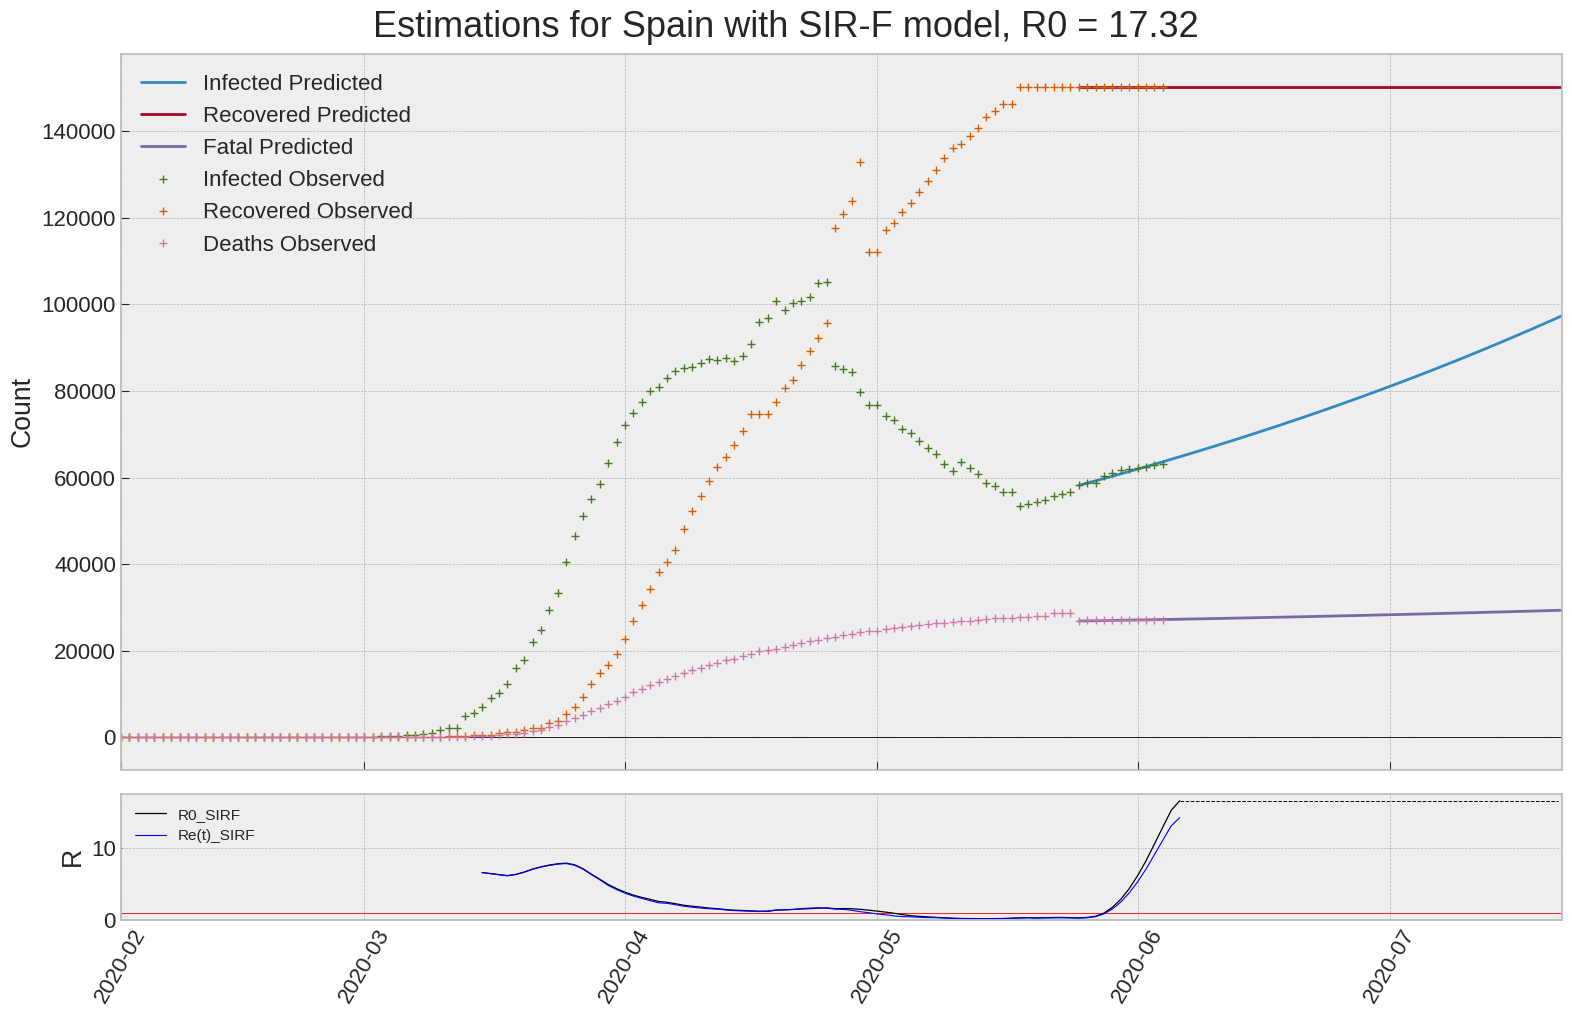 Estimations for Spain with SIR-F model, R0 = 17.32
Infected Predicted
Recovered Predicted
Fatal Predicted
Infected Observed
Recovered Observed
Deaths Observed
140000
120000
100000
80000
60000
40000
20000
0
Count
R0_SIRF
Re(t)_SIRF
10
0
R
2020-02
2020-03
2020-04
2020-05
2020-06
2020-07